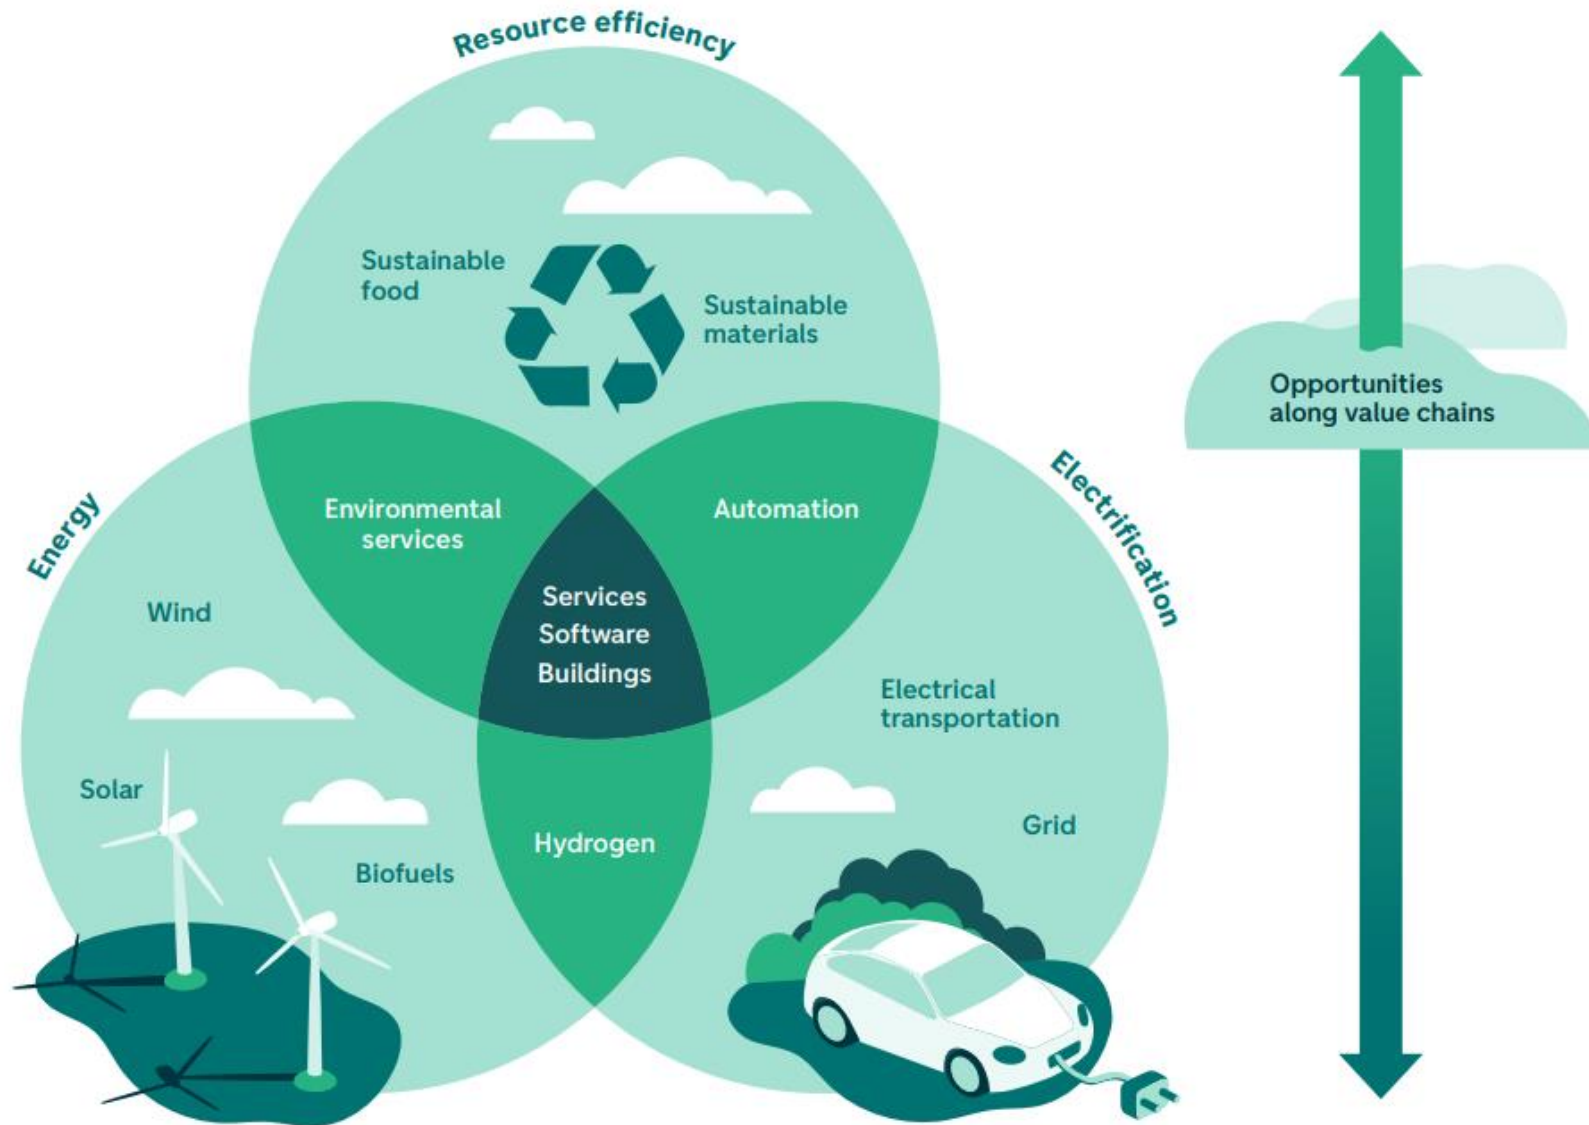 Resource efficiency
Sustainable
food
Sustainable
materials
Opportunities
along value chains
Energy
Environmental
services
Automation
Electrification
Services
Software
Buildings
Wind
Electrical
transportation
Solar
Grid
Hydrogen
Biofuels